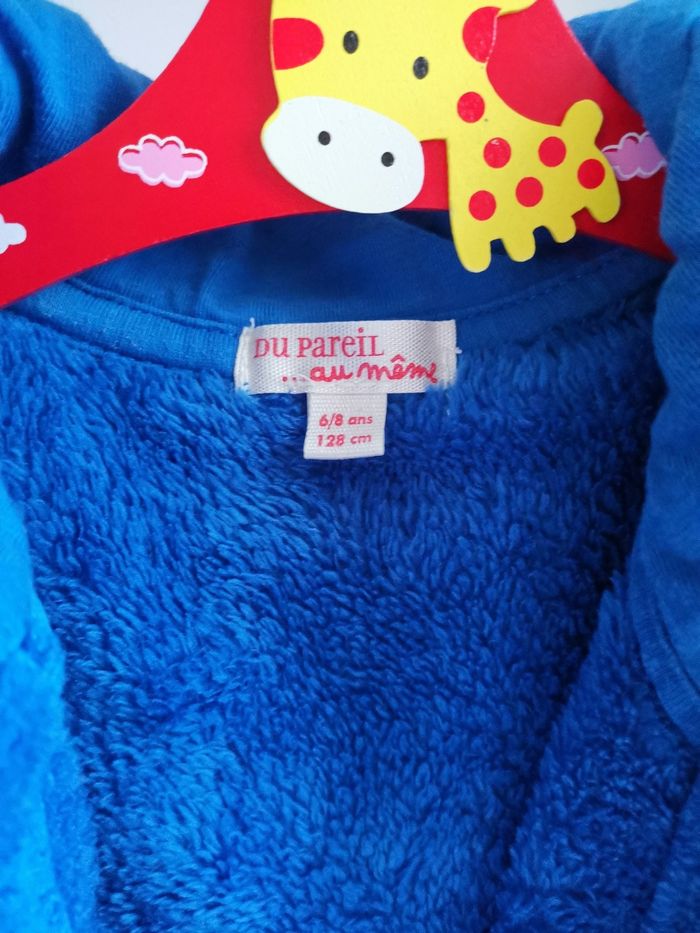 DU PAREIL
...au même
6/8 ans
128 cm